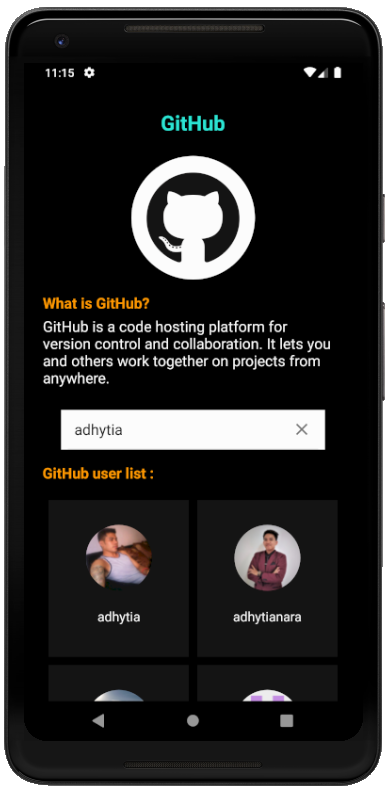 11:15
GitHub
What is GitHub?
GitHub is a code hosting platform for
version control and collaboration. It lets you
and others work together on projects from
anywhere.
adhytia
GitHub user list :
adhytia
adhytianara